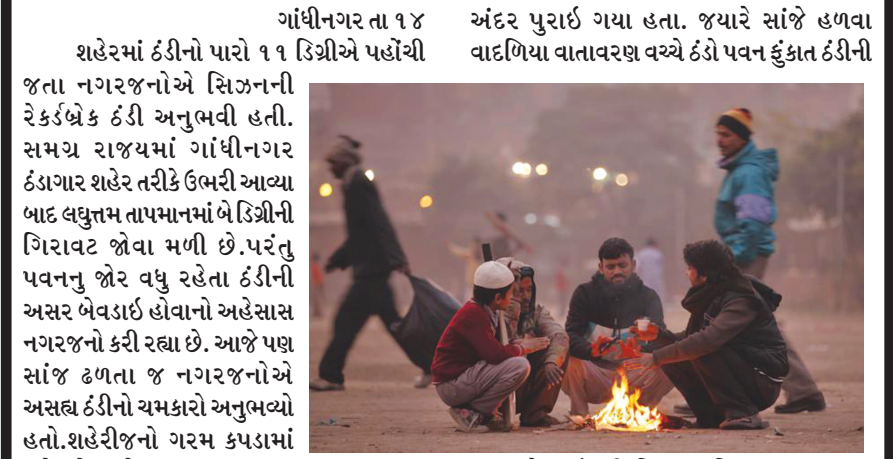 ગાંધીનગર તા ૧૪
શહેરમાં ઠંડીનો પારો ૧૧ ડિગ્રીએ પહોંચી
જતા નગરજનોએ સિઝનની
રેકર્ડબ્રેક ઠંડી અનુભવી હતી.
સમગ્ર રાજયમાં ગાંધીનગર
ઠંડાગાર શહેર તરીકે ઉભરી આવ્યા
બાદ લઘુત્તમ તાપમાનમાં બે ડિગ્રીની
ગિરાવટ જોવા મળી છે.પરંતુ
પવનનુ જોર વધુ રહેતા ઠંડીની
અસર બેવડાઇ હોવાનો અહેસાસ
નગરજનો કરી રહ્યા છે. આજે પણ
સાંજ ઢળતા જ નગરજનોએ
અસહ્ય ઠંડીનો ચમકારો અનુભવ્યો
હતો.શહેરીજનો ગરમ કપડામાં
અંદર પુરાઇ ગયા હતા. જયારે સાંજે હળવા
વાદળિયા વાતાવરણ વચ્ચે ઠંડો પવન ફુંકાત ઠંડીની